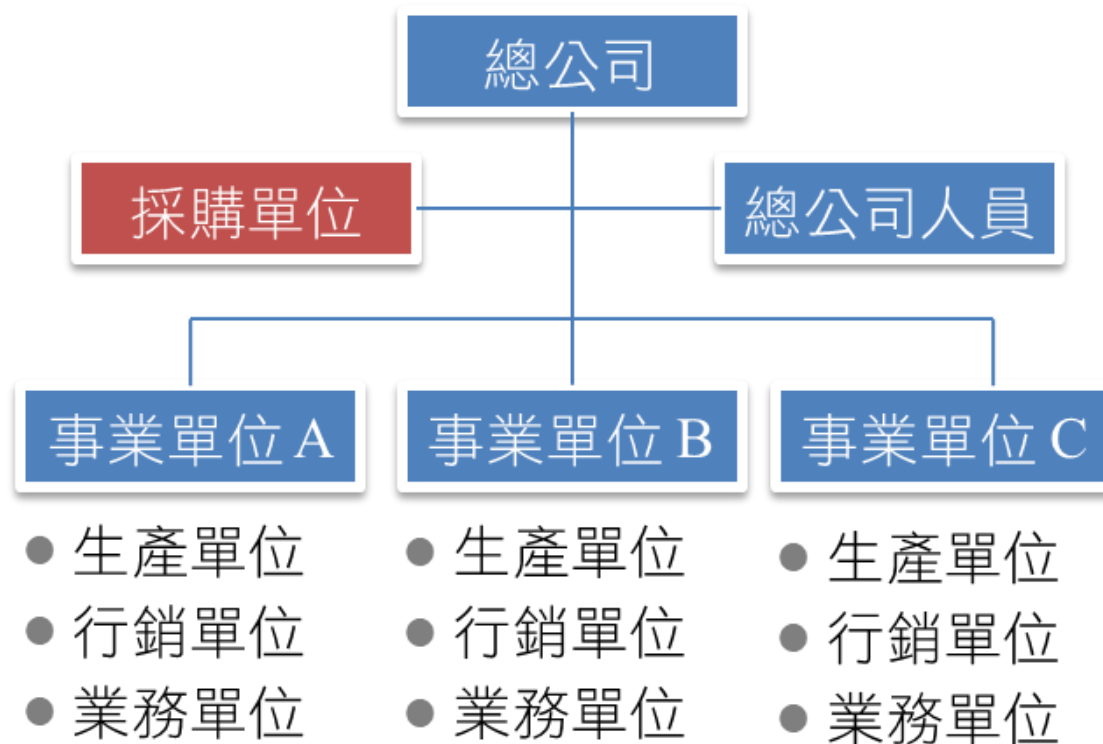 總公司
採購單位
總公司人員
事業單位 A
● 生產單位
● 行銷單位
● 業務單位
事業單位 B
● 生產單位
● 行銷單位
● 業務單位
事業單位 C
● 生產單位
● 行銷單位
● 業務單位